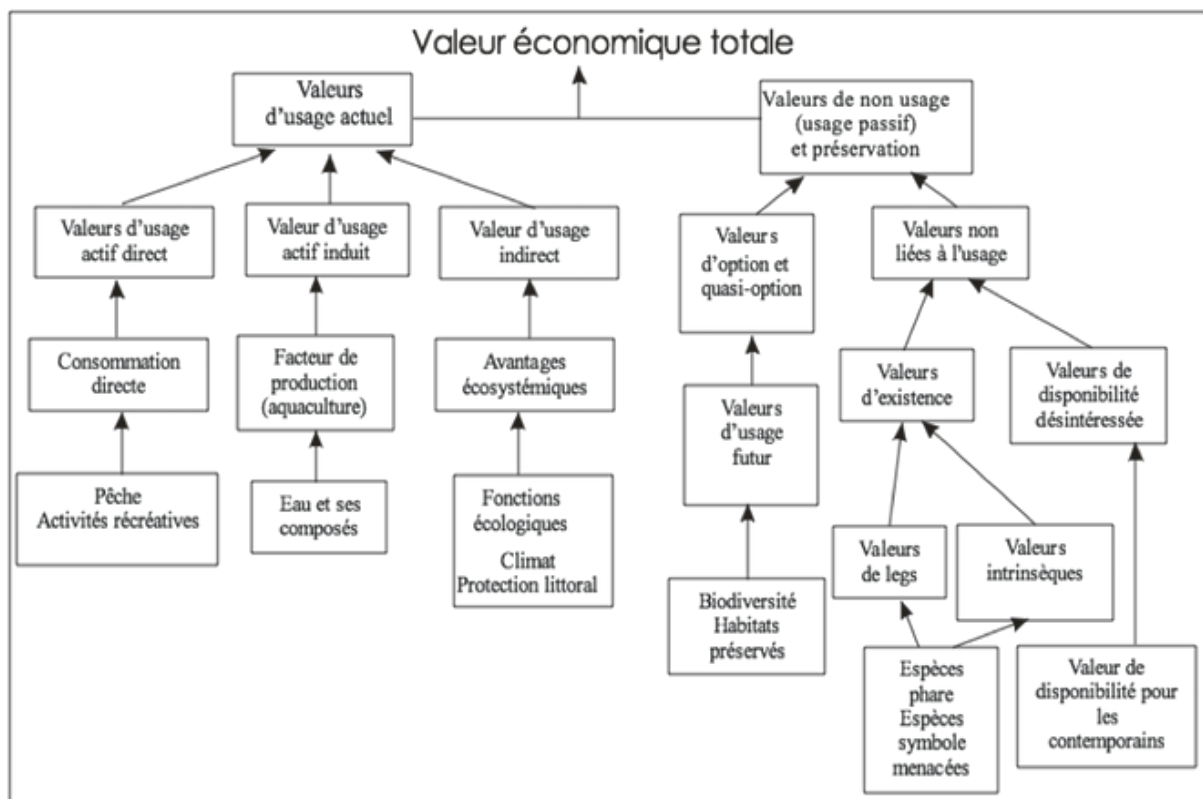 Valeur économique totale
Valeurs
d'usage actuel
Valeurs de non usage
(usage passif)
et préservation
Valeurs d'usage
actif direct
Valeur d'usage
actif induit
Valeur d'usage
indirect
Valeurs
d'option et
quasi-option
Valeurs non
liées à l'usage
Consommation
directe
Facteur de
production
(aquaculture)
Avantages
écosystémiques
Valeurs
d'usage
futur
Valeurs
d'existence
Valeurs de
disponibilité
désintéressée
Pêche
Activités récréatives
Eau et ses
composés
Fonctions
écologiques
Climat
Protection littoral
Biodiversité
Habitats
préservés
Valeurs
de legs
Valeurs
intrinsèques
Espèces
phare
Espèces
symbole
menacées
Valeur de
disponibilité pour
les
contemporains